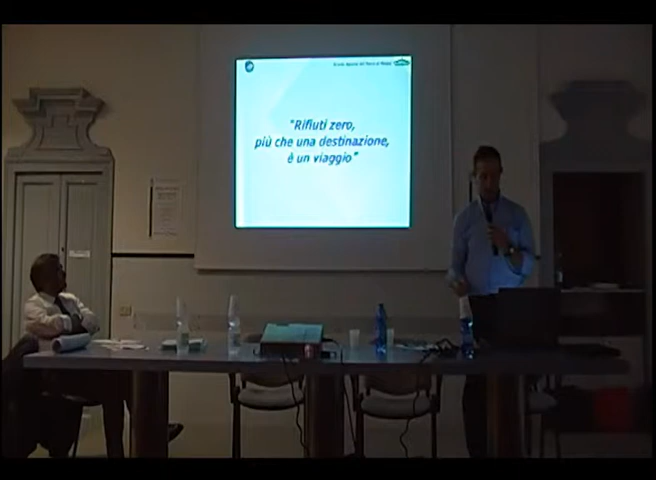 "Rifiuti zero,
più che una destinazione,
è un viaggio"